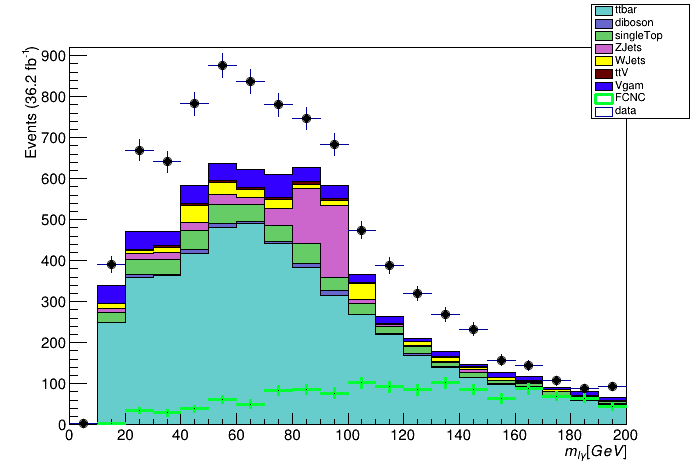 ttbar
diboson
singleTop
ZJets
WJets
ttV
Vgam
FCNC
data
Events (36.2 fb⁻¹)
900
800
700
600
500
400
300
200
100
0
0 20 40 60 80 100 120 140 160 180 200
m_{lγ}[GeV]